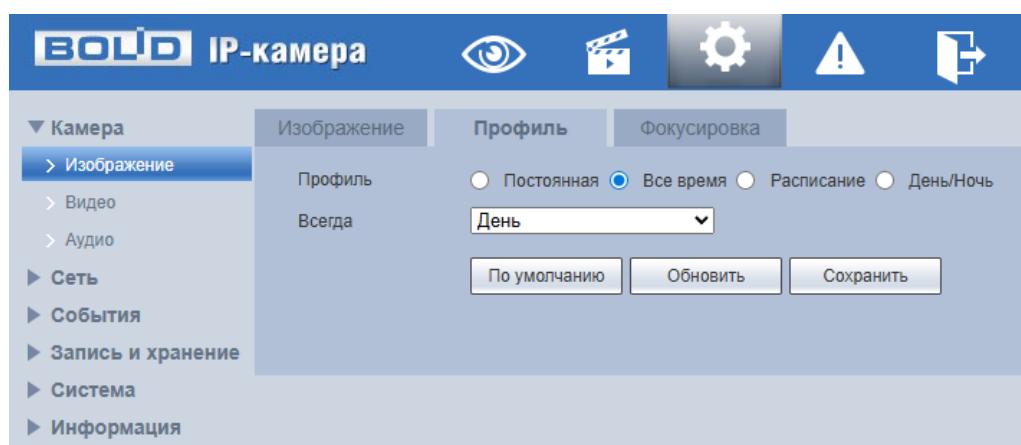 BOLID IP-камера
Камера
Изображение
Видео
Аудио
Сеть
События
Запись и хранение
Система
Информация
Изображение Профиль Фокусировка
Профиль Постоянная Все время Расписание День/Ночь
Всегда День
По умолчанию Обновить Сохранить